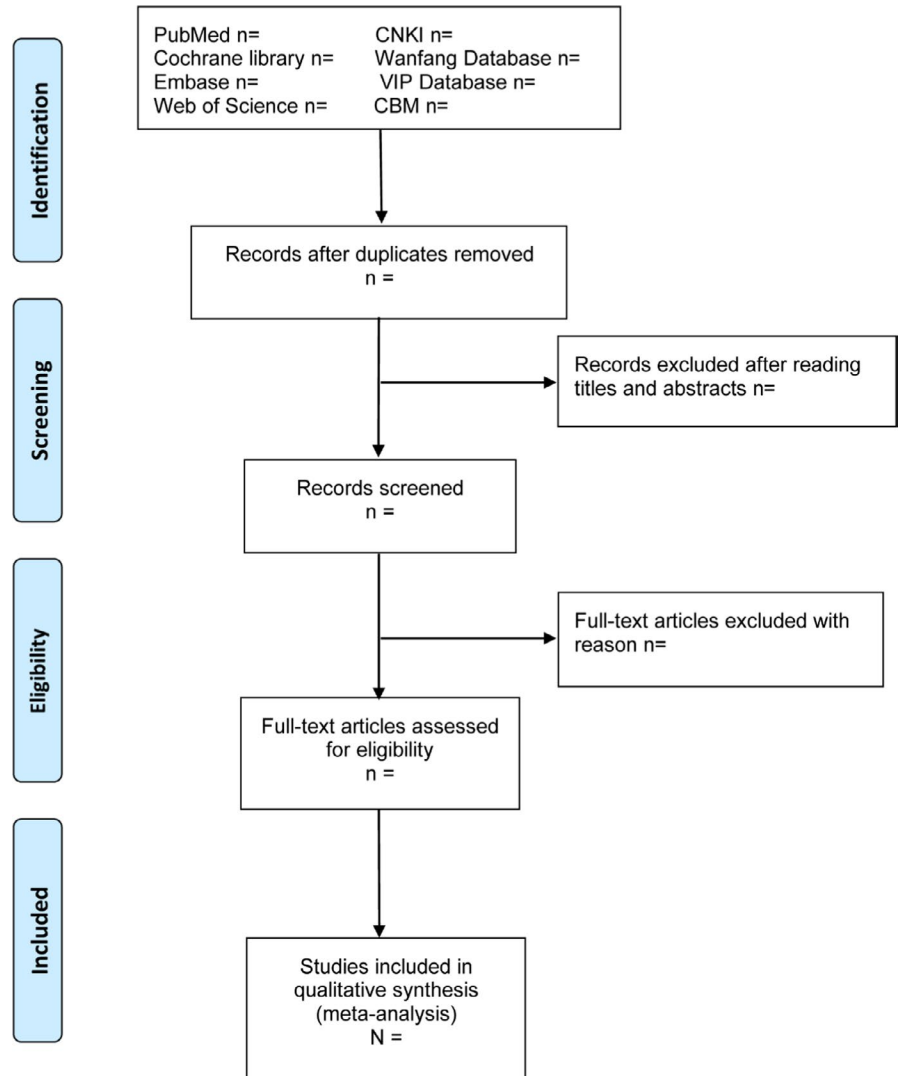 PubMed n= CNKI n=
Cochrane library n= Wanfang Database n=
Embase n= VIP Database n=
Web of Science n= CBM n=
Identification
Records after duplicates removed
n =
Screening
Records excluded after reading
titles and abstracts n=
Records screened
n =
Eligibility
Full-text articles excluded with
reason n=
Full-text articles assessed
for eligibility
n =
Included
Studies included in
qualitative synthesis
(meta-analysis)
N =